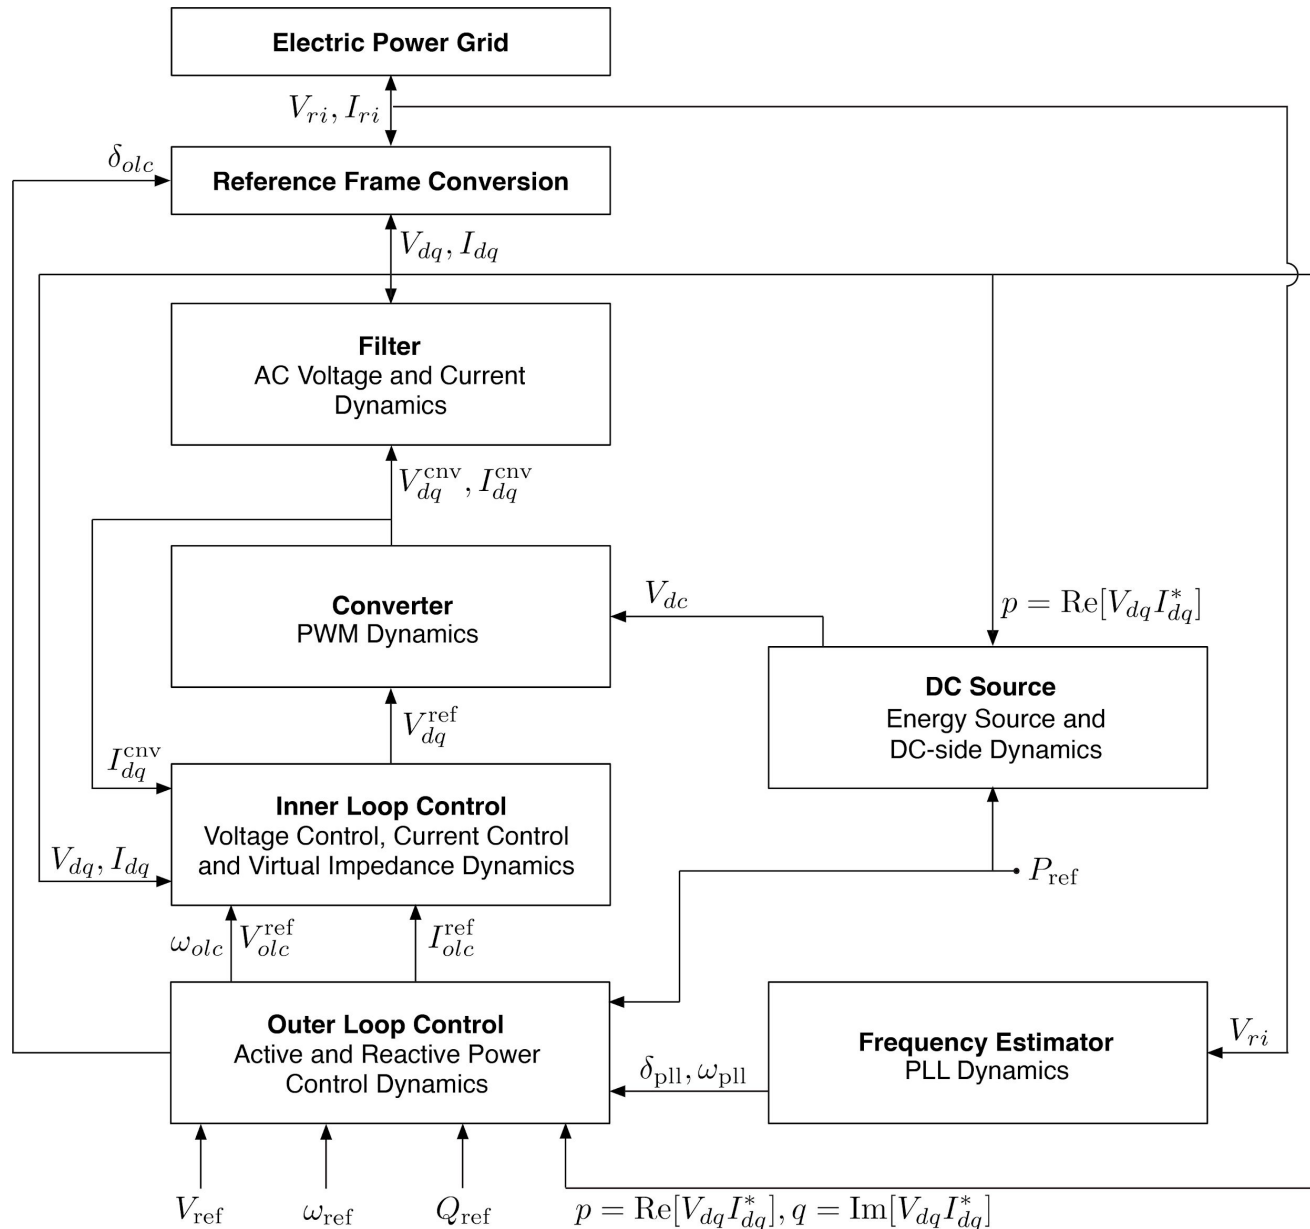 Electric Power Grid
V_{ri}, I_{ri}
δ_{olc}
Reference Frame Conversion
V_{dq}, I_{dq}
Filter
AC Voltage and Current
Dynamics
V_{dq}^{cnv}, I_{dq}^{cnv}
Converter
PWM Dynamics
V_{dc}
p = Re[V_{dq}I_{dq}^{*}]
DC Source
Energy Source and
DC-side Dynamics
V_{dq}^{ref}
I_{dq}^{cnv}
Inner Loop Control
Voltage Control, Current Control
and Virtual Impedance Dynamics
V_{dq}, I_{dq}
P_{ref}
ω_{olc} V_{olc}^{ref}
I_{olc}^{ref}
Outer Loop Control
Active and Reactive Power
Control Dynamics
δ_{pll}, ω_{pll}
Frequency Estimator
PLL Dynamics
V_{ri}
V_{ref}
ω_{ref}
Q_{ref}
p = Re[V_{dq}I_{dq}^{*}], q = Im[V_{dq}I_{dq}^{*}]